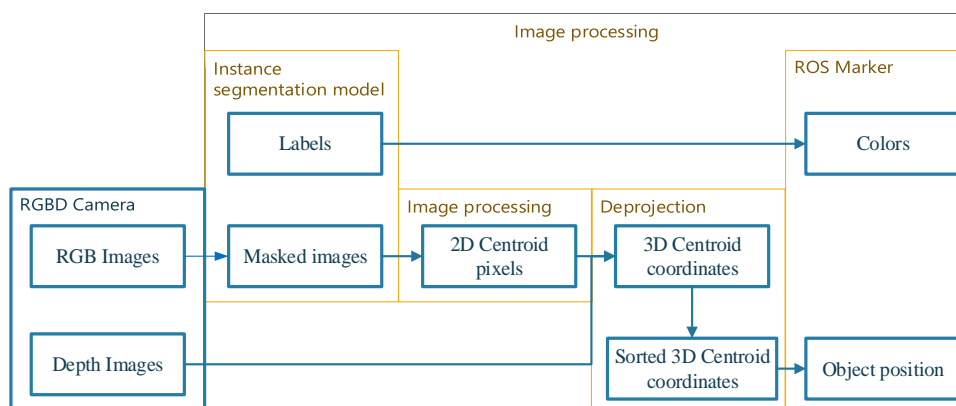 Image processing
Instance
segmentation model
ROS Marker
Labels
Colors
RGBD Camera
Image processing
Deprojection
RGB Images
Masked images
2D Centroid
pixels
3D Centroid
coordinates
Depth Images
Sorted 3D Centroid
coordinates
Object position